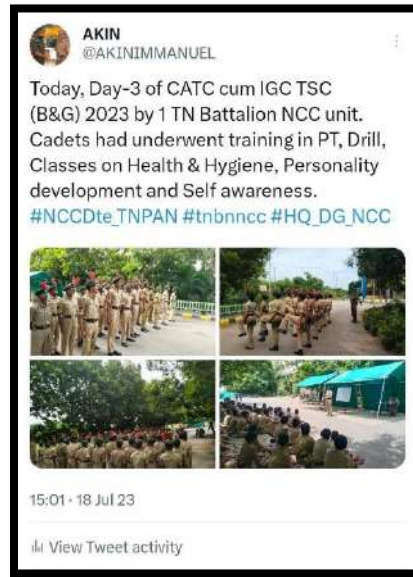 AKIN
@AKINIMMANUEL
Today, Day-3 of CATC cum IGC TSC
(B&G) 2023 by 1 TN Battalion NCC unit.
Cadets had underwent training in PT, Drill,
Classes on Health & Hygiene, Personality
development and Self awareness.
#NCCDte_TNPAN #tnbnncc #HQ_DG_NCC
15:01 · 18 Jul 23
View Tweet activity